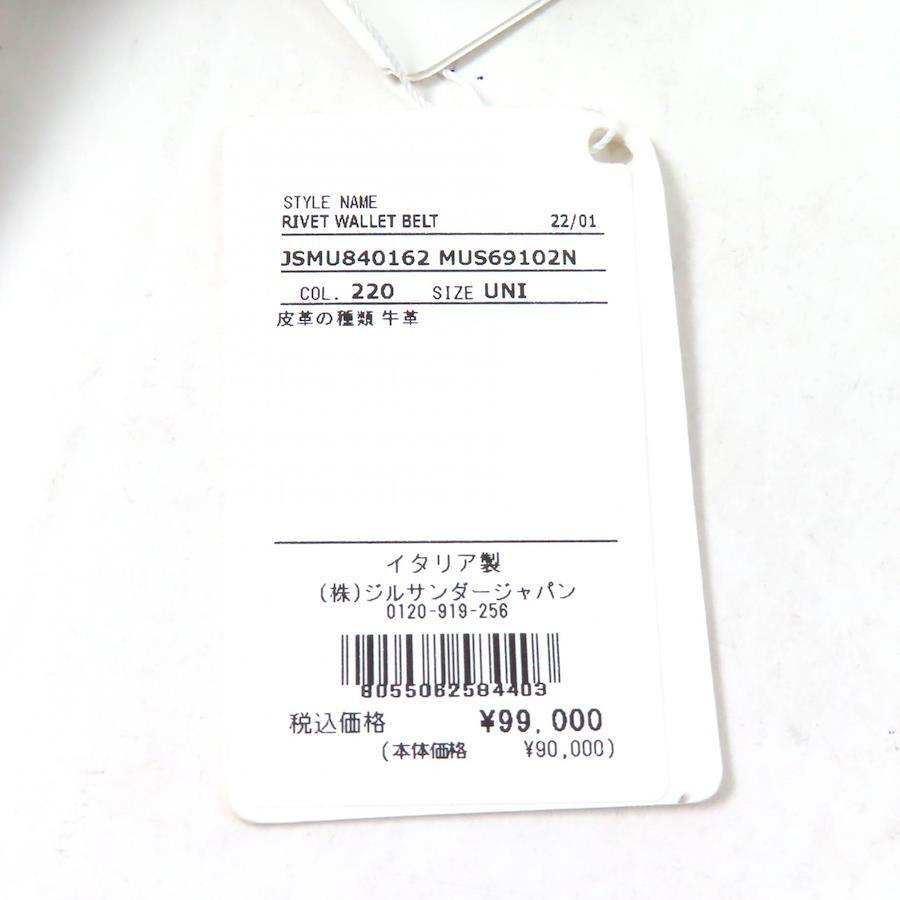 STYLE NAME
RIVET WALLET BELT 22/01
JSMU840162 MUS69102N
COL. 220 SIZE UNI
皮革の種類 牛革
イタリア製
(株)ジルサンダージャパン
0120-919-256
8055062584403
税込価格 ¥99,000
(本体価格 ¥90,000)